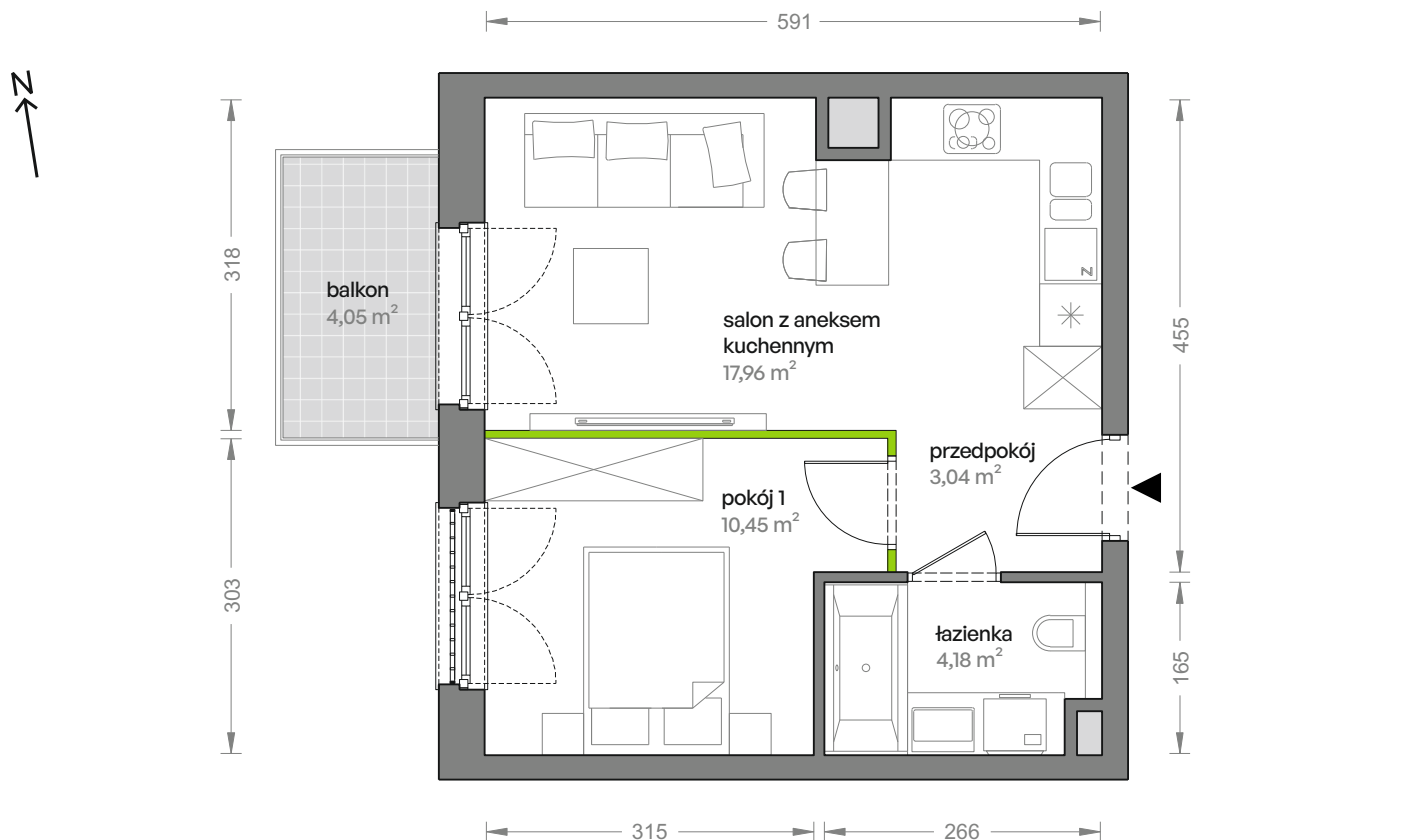 591
N
318
balkon
4,05 m²
salon z aneksem
kuchennym
17,96 m²
Z
455
przedpokój
3,04 m²
pokój 1
10,45 m²
303
łazienka
4,18 m²
165
315
266